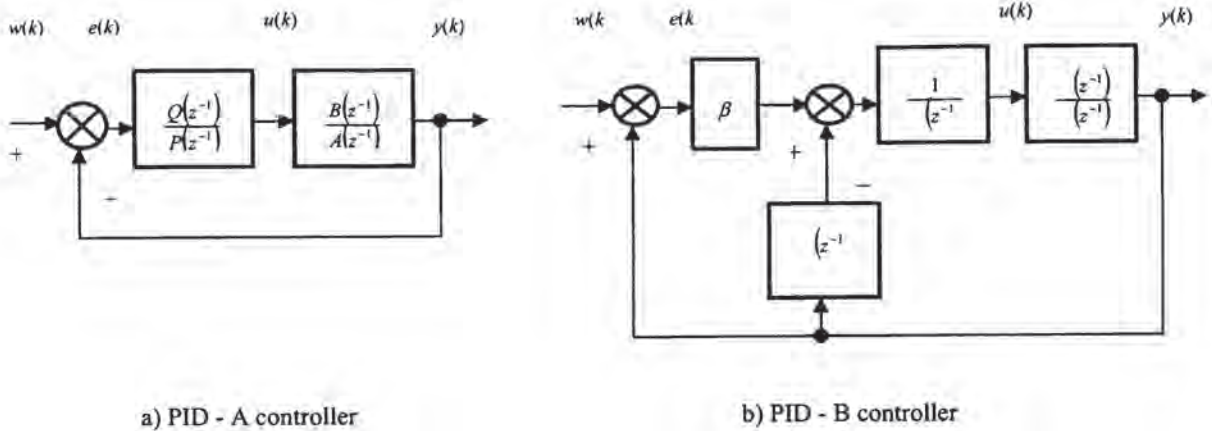 w(k) e(k) u(k) y(k)
Q(z⁻¹)
P(z⁻¹)
B(z⁻¹)
A(z⁻¹)
+
−
a) PID - A controller
w(k e(k u(k) y(k)
β
1
(z⁻¹
(z⁻¹)
(z⁻¹)
+
+
−
(z⁻¹
b) PID - B controller